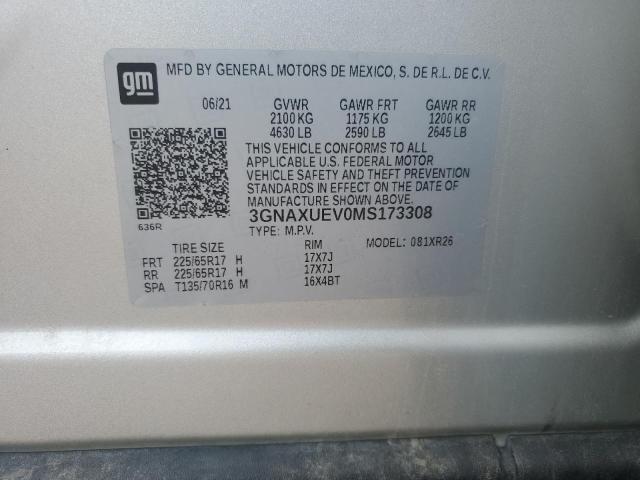 gm
MFD BY GENERAL MOTORS DE MEXICO, S. DE R.L. DE C.V.
06/21 GVWR GAWR FRT GAWR RR
2100 KG 1175 KG 1200 KG
4630 LB 2590 LB 2645 LB
THIS VEHICLE CONFORMS TO ALL
APPLICABLE U.S. FEDERAL MOTOR
VEHICLE SAFETY AND THEFT PREVENTION
STANDARDS IN EFFECT ON THE DATE OF
MANUFACTURE SHOWN ABOVE.
3GNAXUEV0MS173308
636R TYPE: M.P.V.
TIRE SIZE RIM MODEL: 081XR26
FRT 225/65R17 H 17X7J
RR 225/65R17 H 17X7J
SPA T135/70R16 M 16X4BT